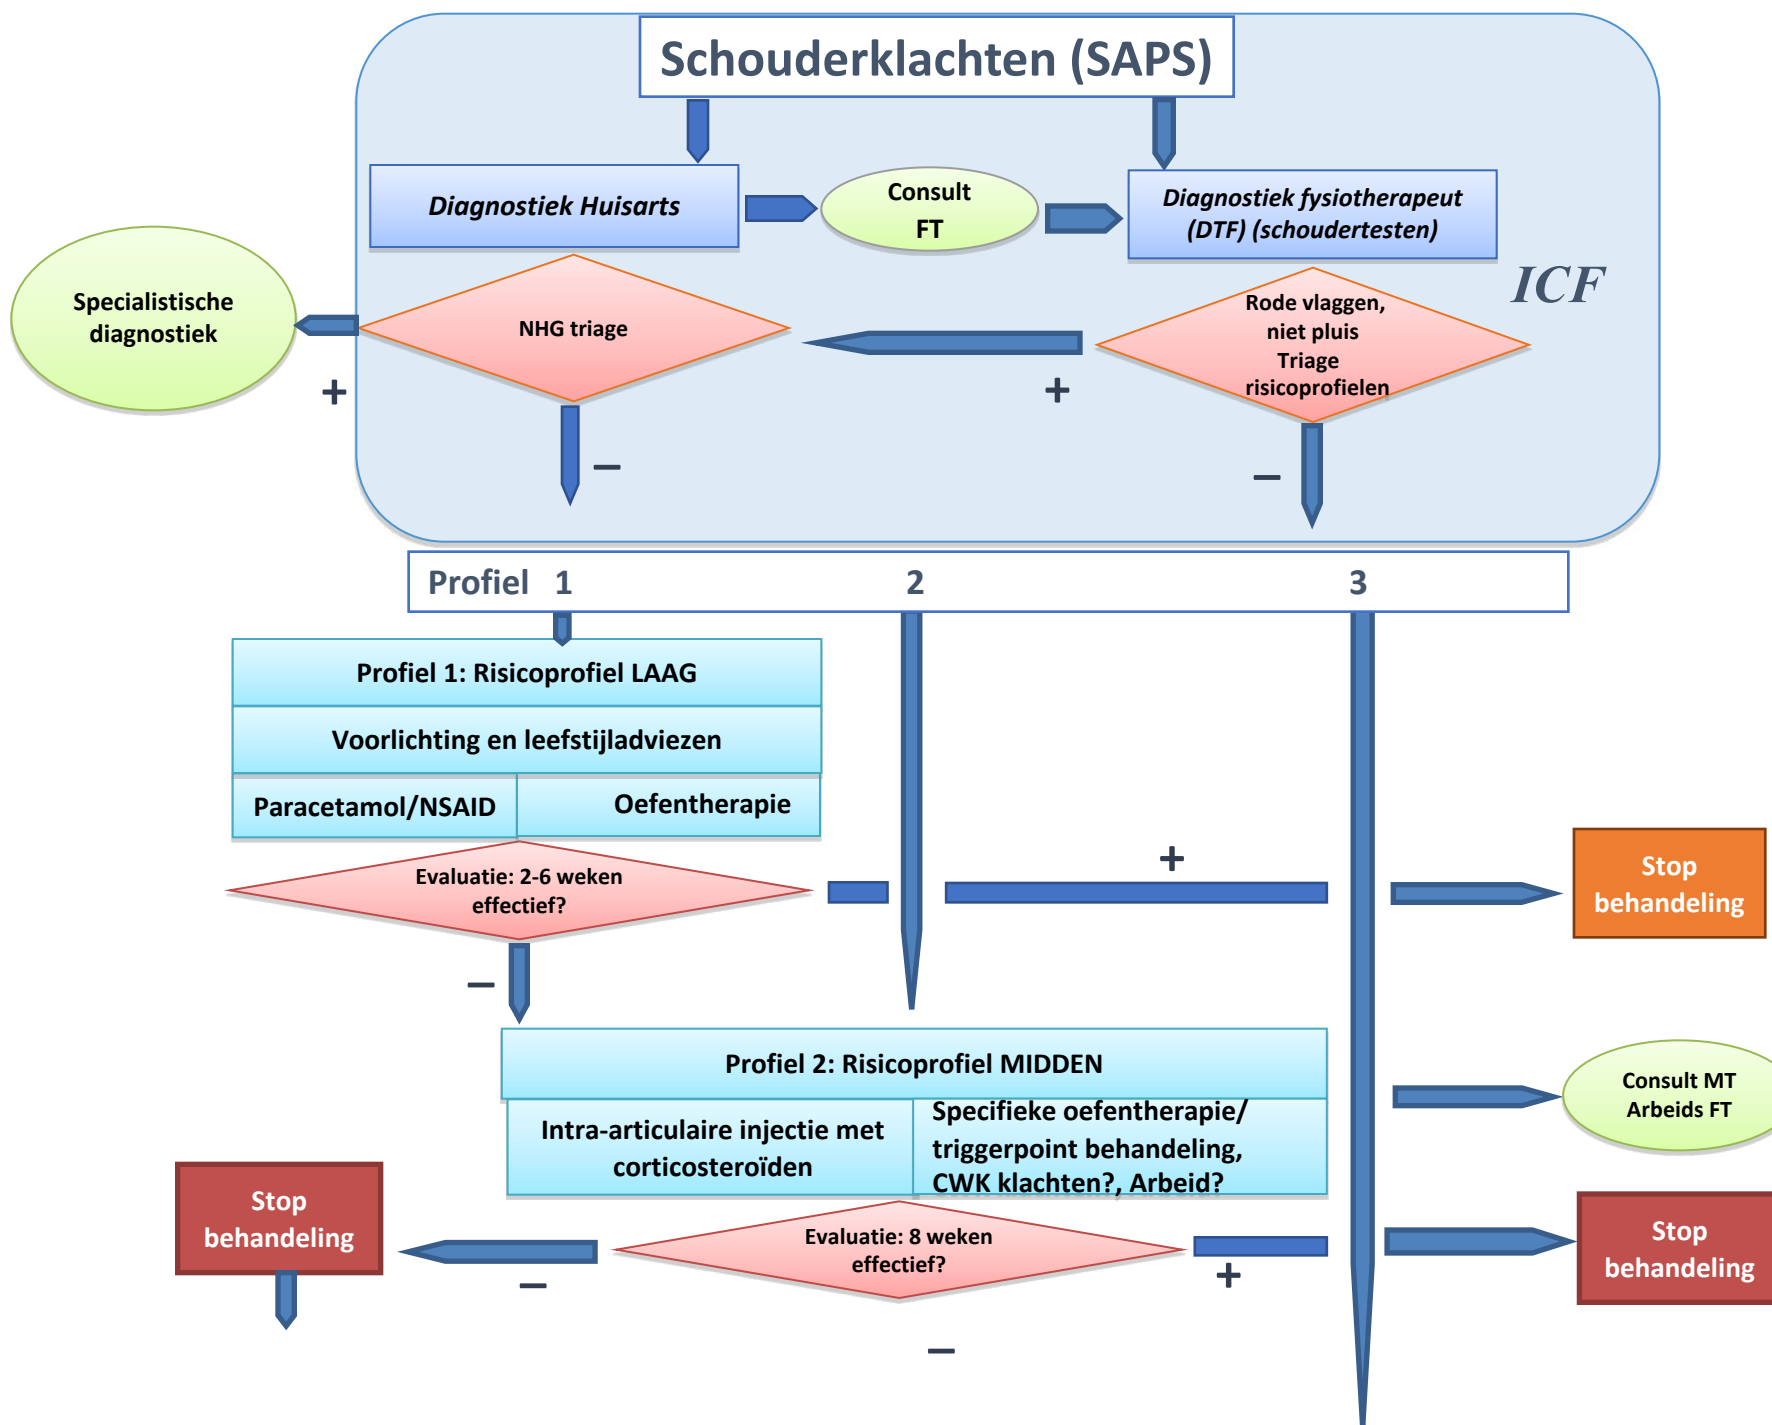 Schouderklachten (SAPS)
Diagnostiek Huisarts
Consult
FT
Diagnostiek fysiotherapeut
(DTF) (schoudertesten)
ICF
Specialistische
diagnostiek
NHG triage
Rode vlaggen,
niet pluis
Triage
risicoprofielen
+
+
–
–
Profiel 1 2 3
Profiel 1: Risicoprofiel LAAG
Voorlichting en leefstijladviezen
Paracetamol/NSAID
Oefentherapie
Evaluatie: 2-6 weken
effectief?
+
Stop
behandeling
–
Profiel 2: Risicoprofiel MIDDEN
Intra-articulaire injectie met
corticosteroïden
Specifieke oefentherapie/
triggerpoint behandeling,
CWK klachten?, Arbeid?
Consult MT
Arbeids FT
Stop
behandeling
Evaluatie: 8 weken
effectief?
Stop
behandeling
–
+
–